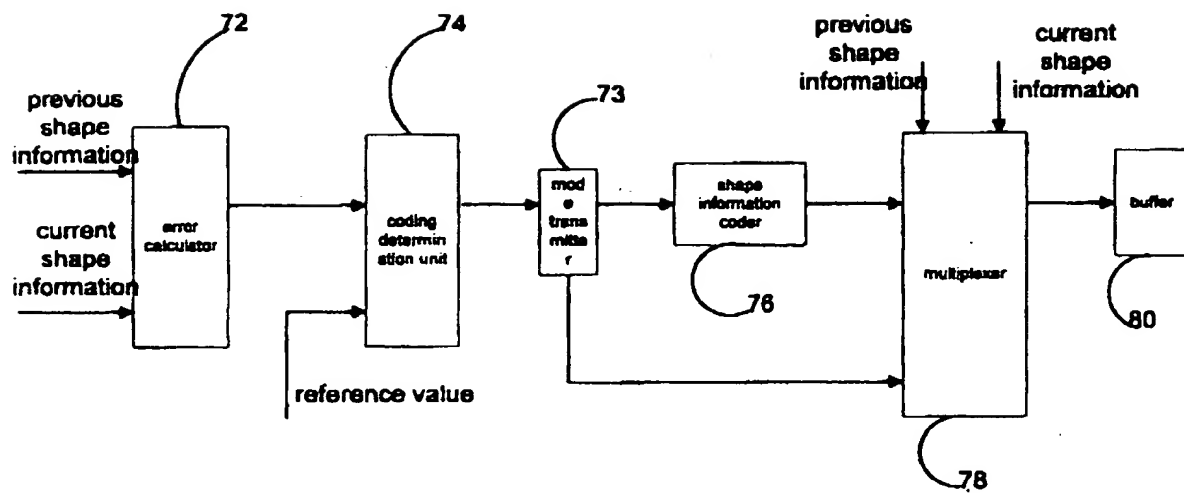 72
74
73
previous
shape
information
current
shape
information
previous
shape
information
error
calculator
coding
determin
ation unit
mod
e
trans
mitte
r
shape
information
coder
multiplexer
buffer
current
shape
information
76
80
reference value
78